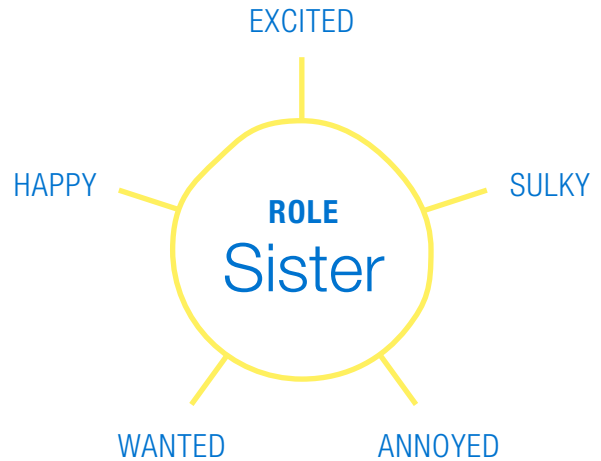 EXCITED
HAPPY
SULKY
ROLE
Sister
WANTED
ANNOYED